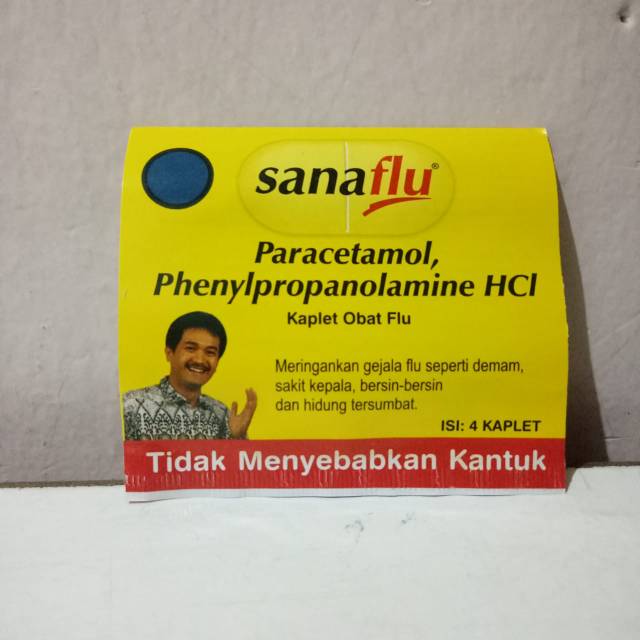 sanaflu®
Paracetamol,
Phenylpropanolamine HCl
Kaplet Obat Flu
Meringankan gejala flu seperti demam,
sakit kepala, bersin-bersin
dan hidung tersumbat.
ISI: 4 KAPLET
Tidak Menyebabkan Kantuk